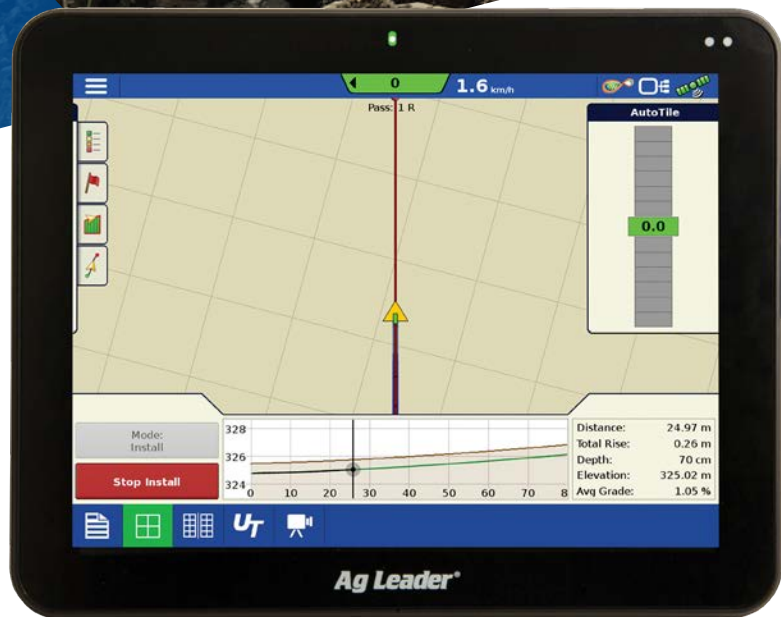 0
1.6 km/h
Pass: 1 R
AutoTile
0.0
Mode:
Install
Stop Install
328
326
324
0 10 20 30 40 50 60 70 8
Distance: 24.97 m
Total Rise: 0.26 m
Depth: 70 cm
Elevation: 325.02 m
Avg Grade: 1.05 %
UT
Ag Leader®